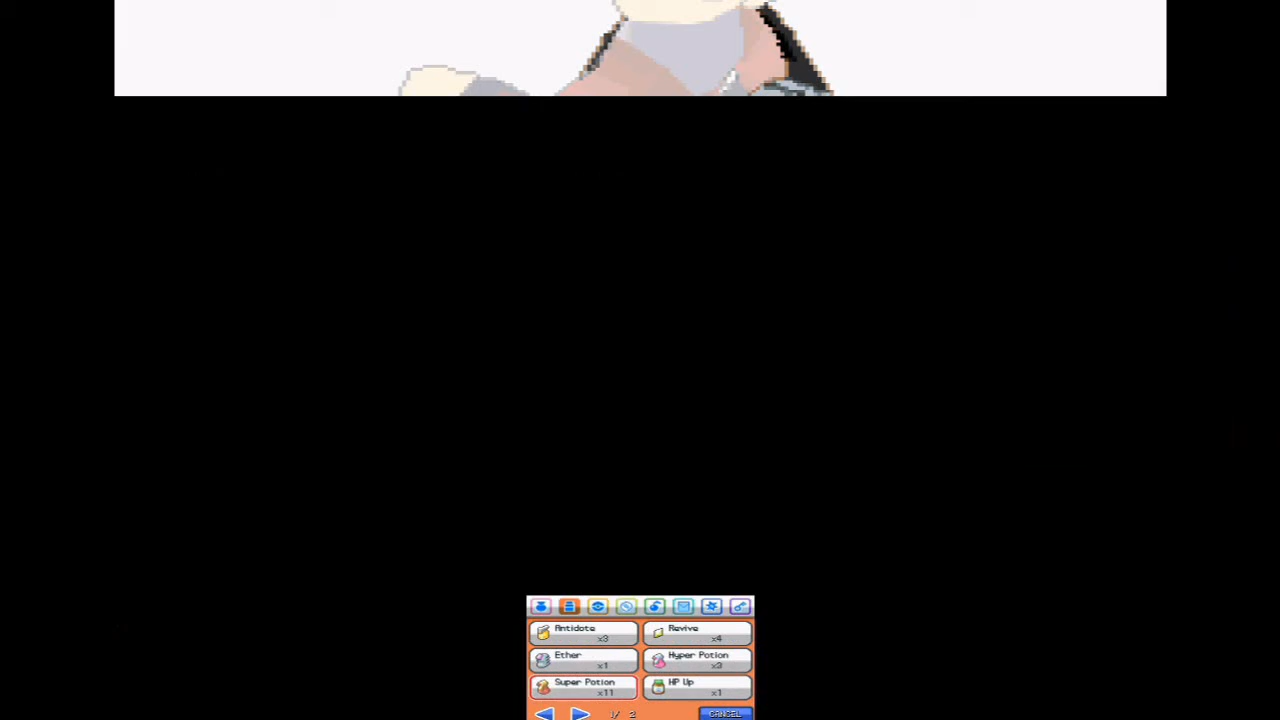 Antidote
x3
Revive
x4
Ether
x1
Hyper Potion
x3
Super Potion
x11
HP Up
x1
1/ 2
CANCEL